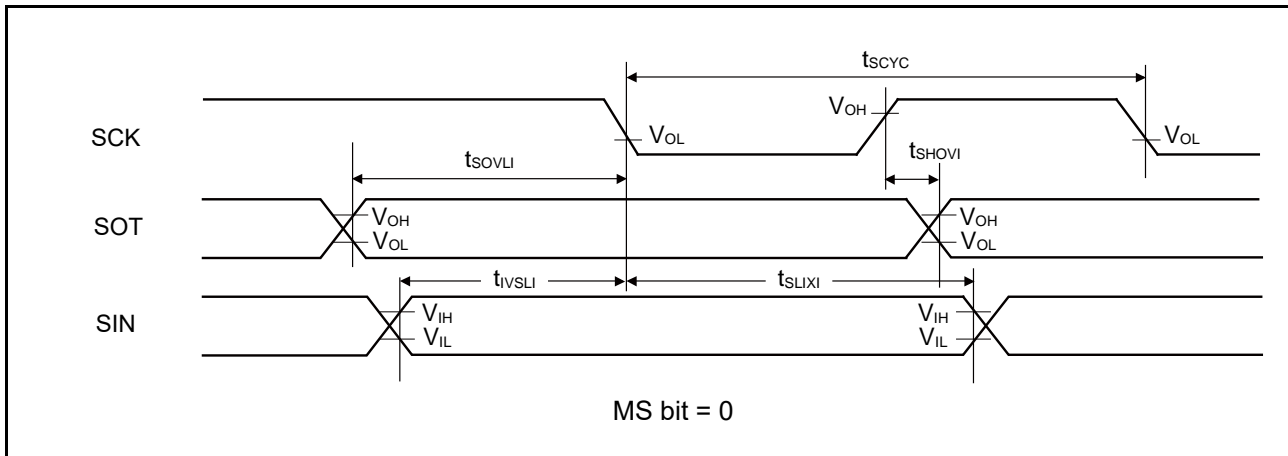 tSCYC
SCK
VOH
VOL
VOL
tSOVLI
tSHOVI
SOT
VOH
VOL
VOH
VOL
tIVSLI
tSLIXI
SIN
VIH
VIL
VIH
VIL
MS bit = 0